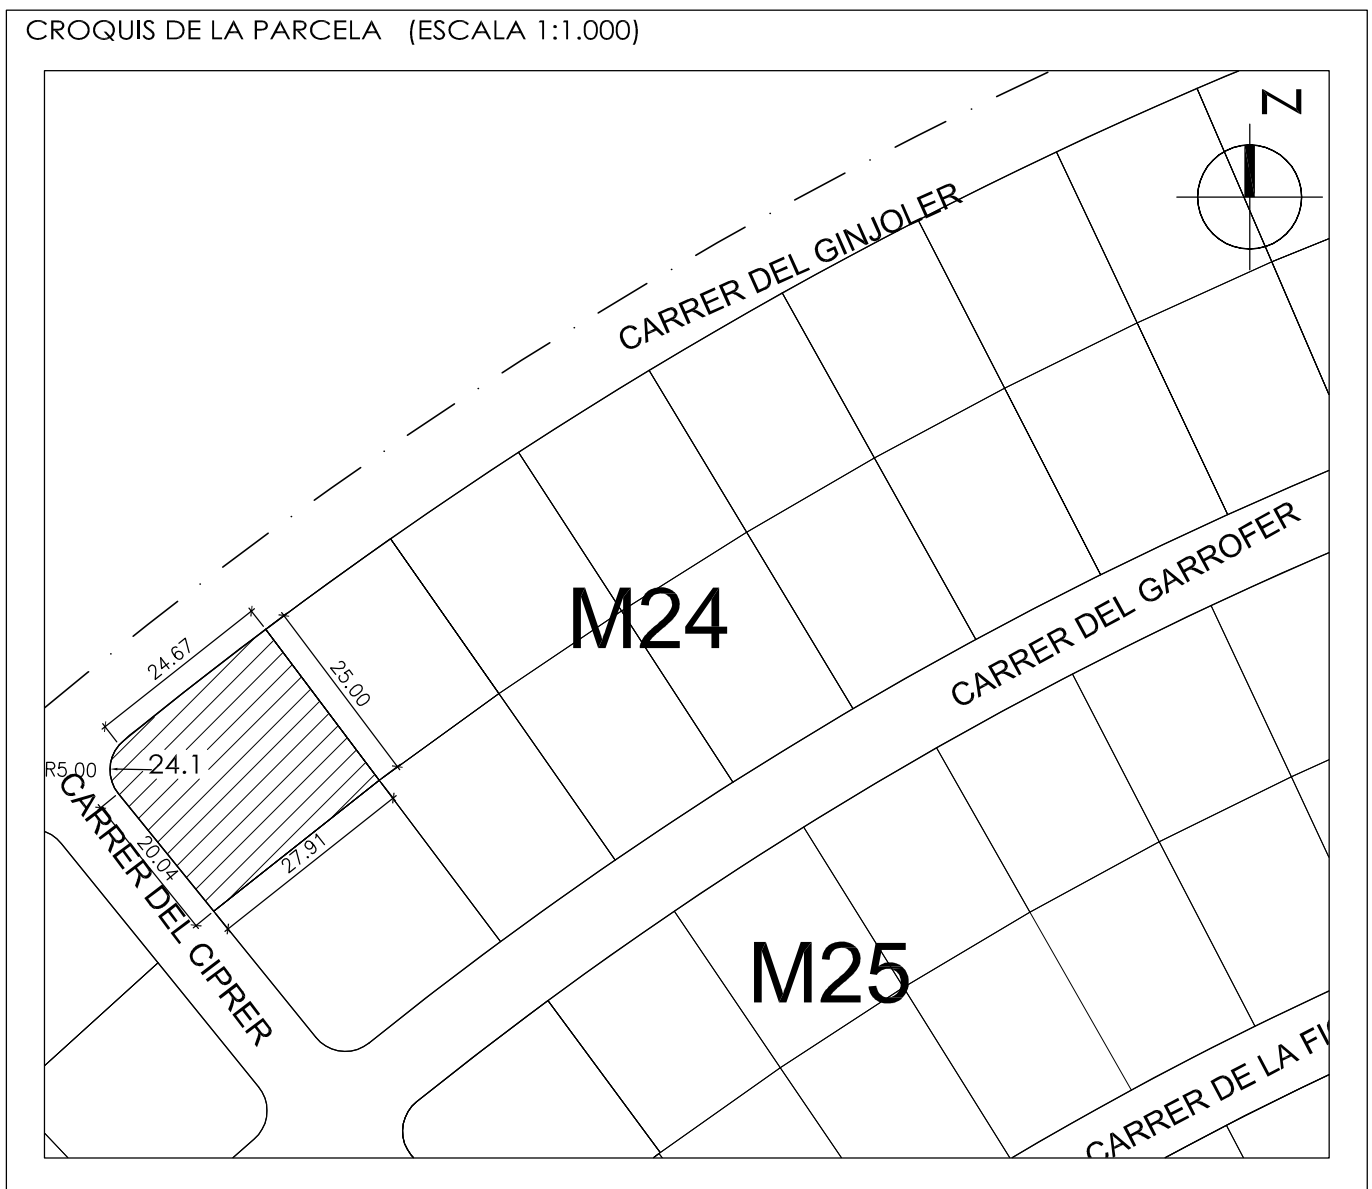 CROQUIS DE LA PARCELA (ESCALA 1:1.000)
N
CARRER DEL GINJOLER
CARRER DEL GARROFER
M24
24.67
25.00
R5.00
24.1
20.04
27.91
CARRER DEL CIPRER
M25
CARRER DE LA FI